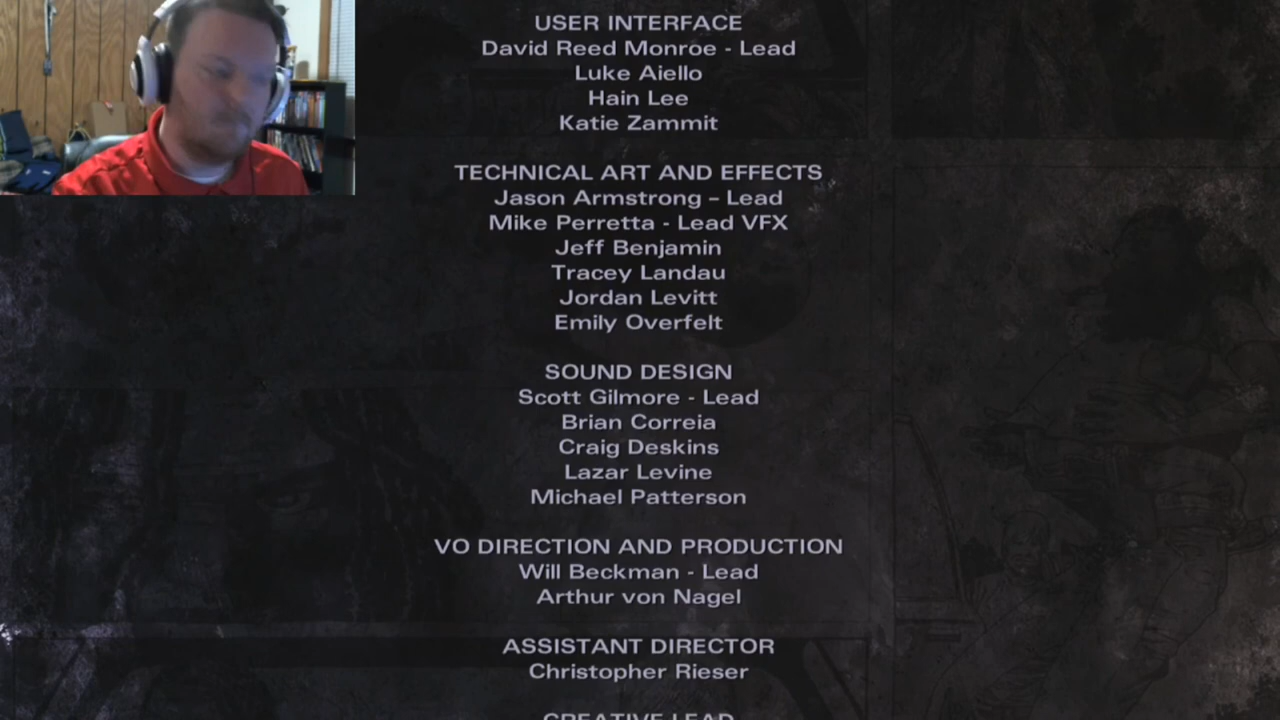 USER INTERFACE
David Reed Monroe - Lead
Luke Aiello
Hain Lee
Katie Zammit
TECHNICAL ART AND EFFECTS
Jason Armstrong – Lead
Mike Perretta - Lead VFX
Jeff Benjamin
Tracey Landau
Jordan Levitt
Emily Overfelt
SOUND DESIGN
Scott Gilmore - Lead
Brian Correia
Craig Deskins
Lazar Levine
Michael Patterson
VO DIRECTION AND PRODUCTION
Will Beckman - Lead
Arthur von Nagel
ASSISTANT DIRECTOR
Christopher Rieser
CREATIVE LEAD